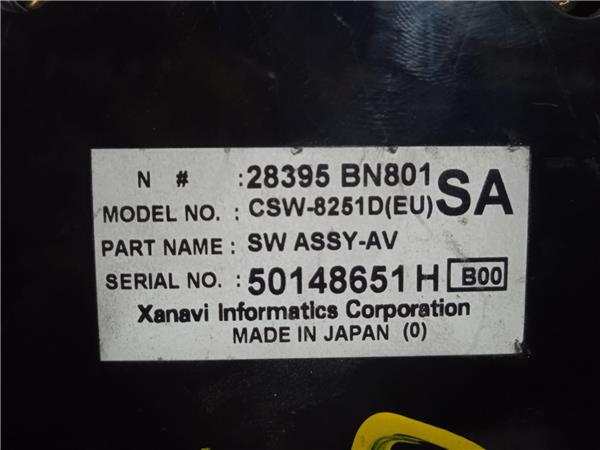 N # : 28395 BN801 SA
MODEL NO. : CSW-8251D(EU)
PART NAME : SW ASSY-AV
SERIAL NO. : 50148651 H B00
Xanavi Informatics Corporation
MADE IN JAPAN (0)